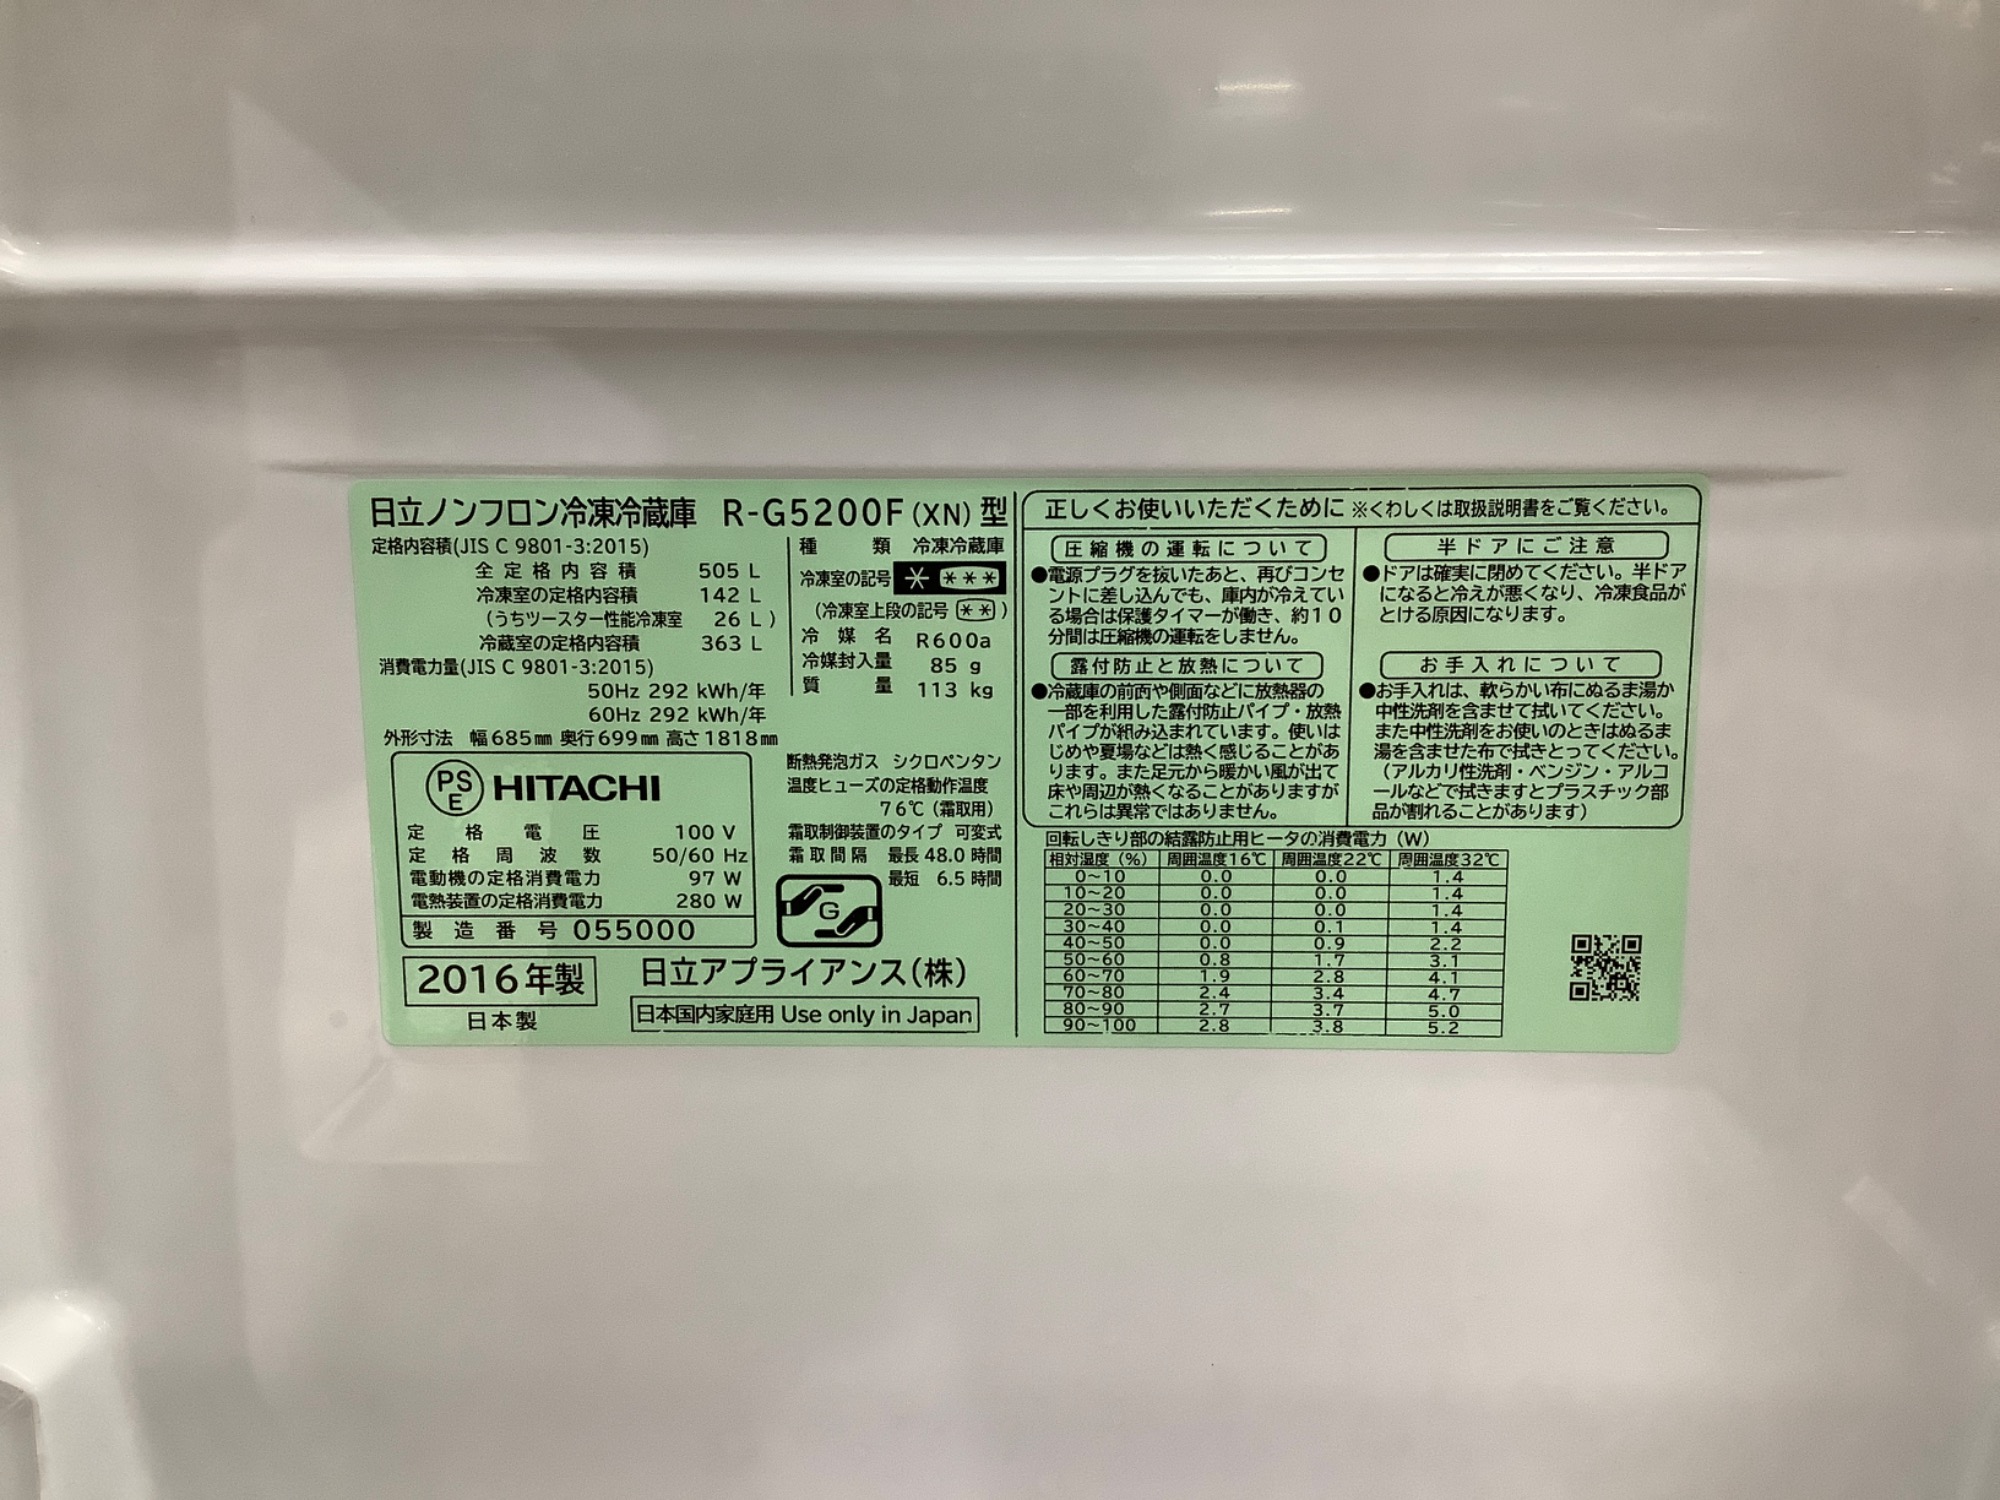 日立ノンフロン冷凍冷蔵庫 R-G5200F(XN)型
定格内容積(JIS C 9801-3:2015)
全定格内容積 505 L
冷凍室の定格内容積 142 L
(うちツースター性能冷凍室 26 L)
冷蔵室の定格内容積 363 L
消費電力量(JIS C 9801-3:2015)
50Hz 292 kWh/年
60Hz 292 kWh/年
外形寸法 幅685㎜ 奥行699㎜ 高さ1818㎜
種類 冷凍冷蔵庫
冷凍室の記号 * ***
(冷凍室上段の記号 **)
冷媒名 R600a
冷媒封入量 85 g
質量 113 kg
PS
E
HITACHI
定格電圧 100 V
定格周波数 50/60 Hz
電動機の定格消費電力 97 W
電熱装置の定格消費電力 280 W
製造番号 055000
断熱発泡ガス シクロペンタン
温度ヒューズの定格動作温度
76℃(霜取用)
霜取制御装置のタイプ 可変式
霜取間隔 最長 48.0 時間
最短 6.5 時間
G
2016年製
日本製
日立アプライアンス(株)
日本国内家庭用 Use only in Japan
正しくお使いいただくために ※くわしくは取扱説明書をご覧ください。
圧縮機の運転について
●電源プラグを抜いたあと、再びコンセ
ントに差し込んでも、庫内が冷えてい
る場合は保護タイマーが働き、約10
分間は圧縮機の運転をしません。
露付防止と放熱について
●冷蔵庫の前面や側面などに放熱器の
一部を利用した露付防止パイプ・放熱
パイプが組み込まれています。使いは
じめや夏場などは熱く感じることがあ
ります。また足元から暖かい風が出て
床や周辺が熱くなることがありますが
これらは異常ではありません。
半ドアにご注意
●ドアは確実に閉めてください。半ドア
になると冷えが悪くなり、冷凍食品が
とける原因になります。
お手入れについて
●お手入れは、軟らかい布にぬるま湯か
中性洗剤を含ませて拭いてください。
また中性洗剤をお使いのときはぬるま
湯を含ませた布で拭きとってください。
(アルカリ性洗剤・ベンジン・アルコ
ールなどで拭きますとプラスチック部
品が割れることがあります)
回転しきり部の結露防止用ヒータの消費電力(W)
相対湿度(%) 周囲温度16℃ 周囲温度22℃ 周囲温度32℃
0~10 0.0 0.0 1.4
10~20 0.0 0.0 1.4
20~30 0.0 0.0 1.4
30~40 0.0 0.1 1.4
40~50 0.0 0.9 2.2
50~60 0.8 1.7 3.1
60~70 1.9 2.8 4.1
70~80 2.4 3.4 4.7
80~90 2.7 3.7 5.0
90~100 2.8 3.8 5.2